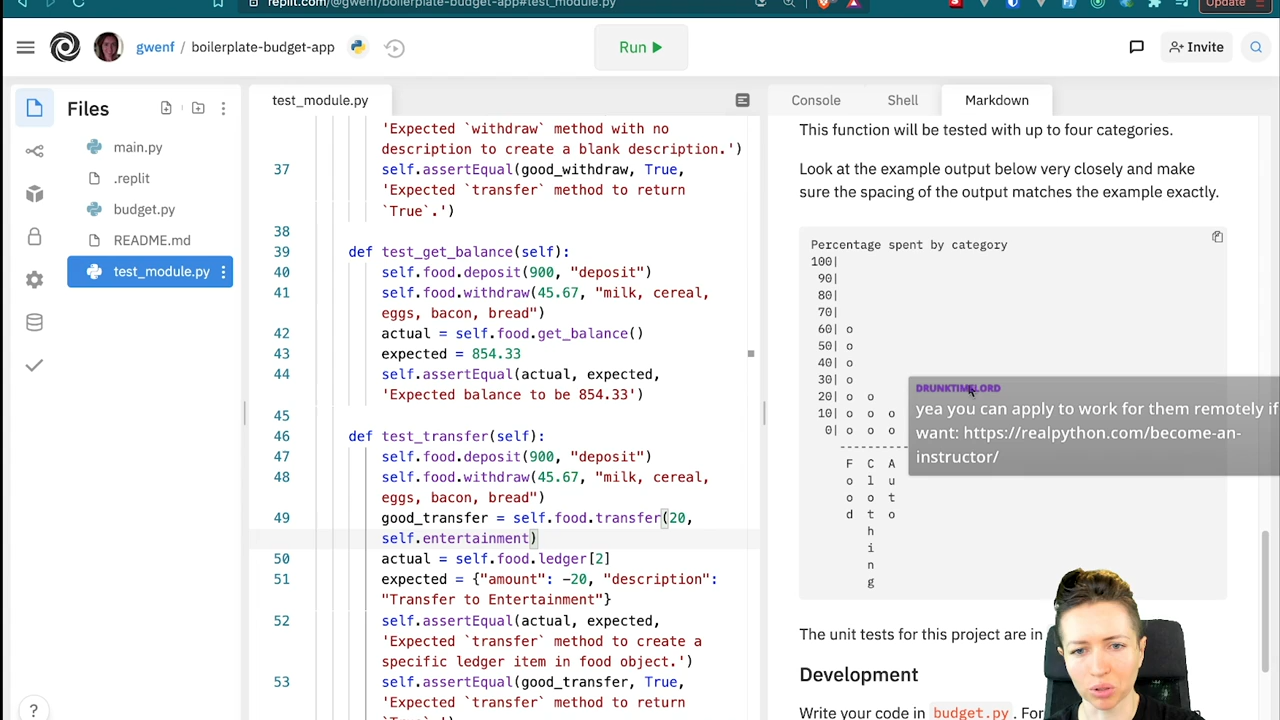 replit.com/@gwenf/boilerplate-budget-app#test_module.py
Update
gwenf / boilerplate-budget-app
Run
Invite
Files
main.py
.replit
budget.py
README.md
test_module.py
test_module.py
'Expected `withdraw` method with no
description to create a blank description.')
37 self.assertEqual(good_withdraw, True,
'Expected `transfer` method to return
`True`.')
38
39 def test_get_balance(self):
40 self.food.deposit(900, "deposit")
41 self.food.withdraw(45.67, "milk, cereal,
eggs, bacon, bread")
42 actual = self.food.get_balance()
43 expected = 854.33
44 self.assertEqual(actual, expected,
'Expected balance to be 854.33')
45
46 def test_transfer(self):
47 self.food.deposit(900, "deposit")
48 self.food.withdraw(45.67, "milk, cereal,
eggs, bacon, bread")
49 good_transfer = self.food.transfer(20,
self.entertainment)
50 actual = self.food.ledger[2]
51 expected = {"amount": -20, "description":
"Transfer to Entertainment"}
52 self.assertEqual(actual, expected,
'Expected `transfer` method to create a
specific ledger item in food object.')
53 self.assertEqual(good_transfer, True,
'Expected `transfer` method to return
Console Shell Markdown
This function will be tested with up to four categories.
Look at the example output below very closely and make
sure the spacing of the output matches the example exactly.
Percentage spent by category
100|
90|
80|
70|
60| o
50| o
40| o
30| o
20| o o
10| o o o
0| o o o
----------
F C A
o l u
o o t
d t o
h
i
n
g
DRUNKTIMELORD
yea you can apply to work for them remotely if
want: https://realpython.com/become-an-
instructor/
The unit tests for this project are in
Development
Write your code in budget.py. For
?